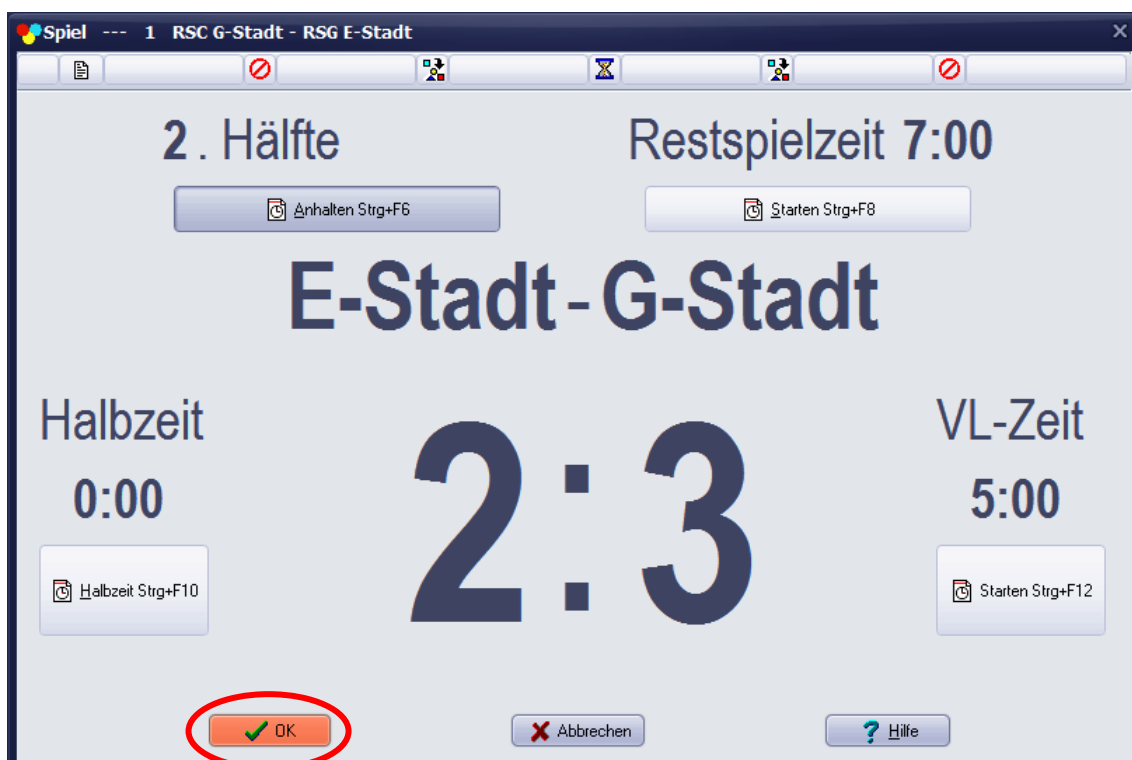 Spiel --- 1 RSC G-Stadt - RSG E-Stadt
2. Hälfte
Restspielzeit 7:00
Anhalten Strg+F6
Starten Strg+F8
E-Stadt - G-Stadt
Halbzeit
VL-Zeit
2:3
0:00
5:00
Halbzeit Strg+F10
Starten Strg+F12
OK
Abbrechen
? Hilfe